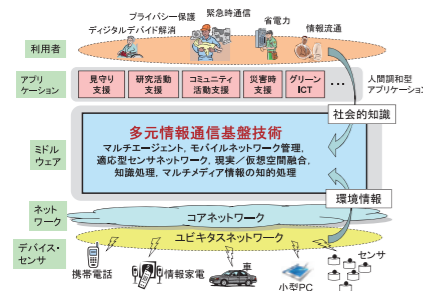 プライバシー保護
緊急時通信
省電力
ディジタルデバイド解消
情報流通
利用者
アプリ
ケーション
見守り
支援
研究活動
支援
コミュニティ
活動支援
災害時
支援
グリーン
ICT
…
人間調和型
アプリケーション
社会的知識
ミドル
ウェア
多元情報通信基盤技術
マルチエージェント, モバイルネットワーク管理,
適応型センサネットワーク, 現実／仮想空間融合,
知識処理, マルチメディア情報の知的処理
環境情報
ネット
ワーク
コアネットワーク
ユビキタスネットワーク
デバイス・
センサ
携帯電話
情報家電
車
小型PC
センサ